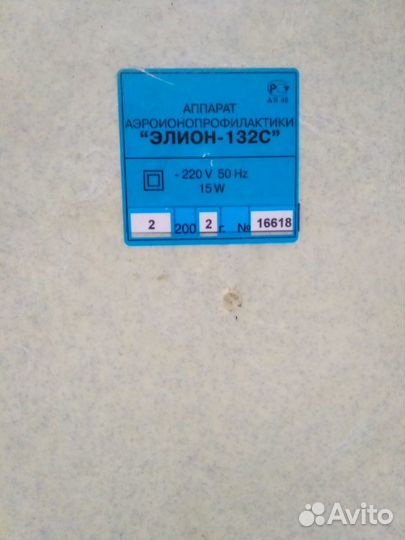 АППАРАТ
АЭРОИОНОПРОФИЛАКТИКИ
"ЭЛИОН-132С"
~220 V 50 Hz
15 W
2 200 2 г. № 16618
Avito